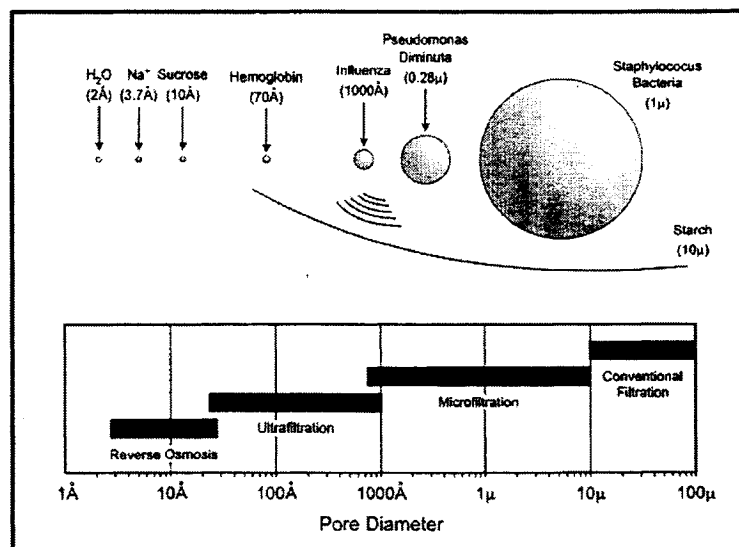 H₂O
(2Å)
Na⁺
(3.7Å)
Sucrose
(10Å)
Hemoglobin
(70Å)
Influenza
(1000Å)
Pseudomonas
Diminuta
(0.28μ)
Staphylococus
Bacteria
(1μ)
Starch
(10μ)
Conventional
Filtration
Microfiltration
Ultrafiltration
Reverse Osmosis
1Å 10Å 100Å 1000Å 1μ 10μ 100μ
Pore Diameter